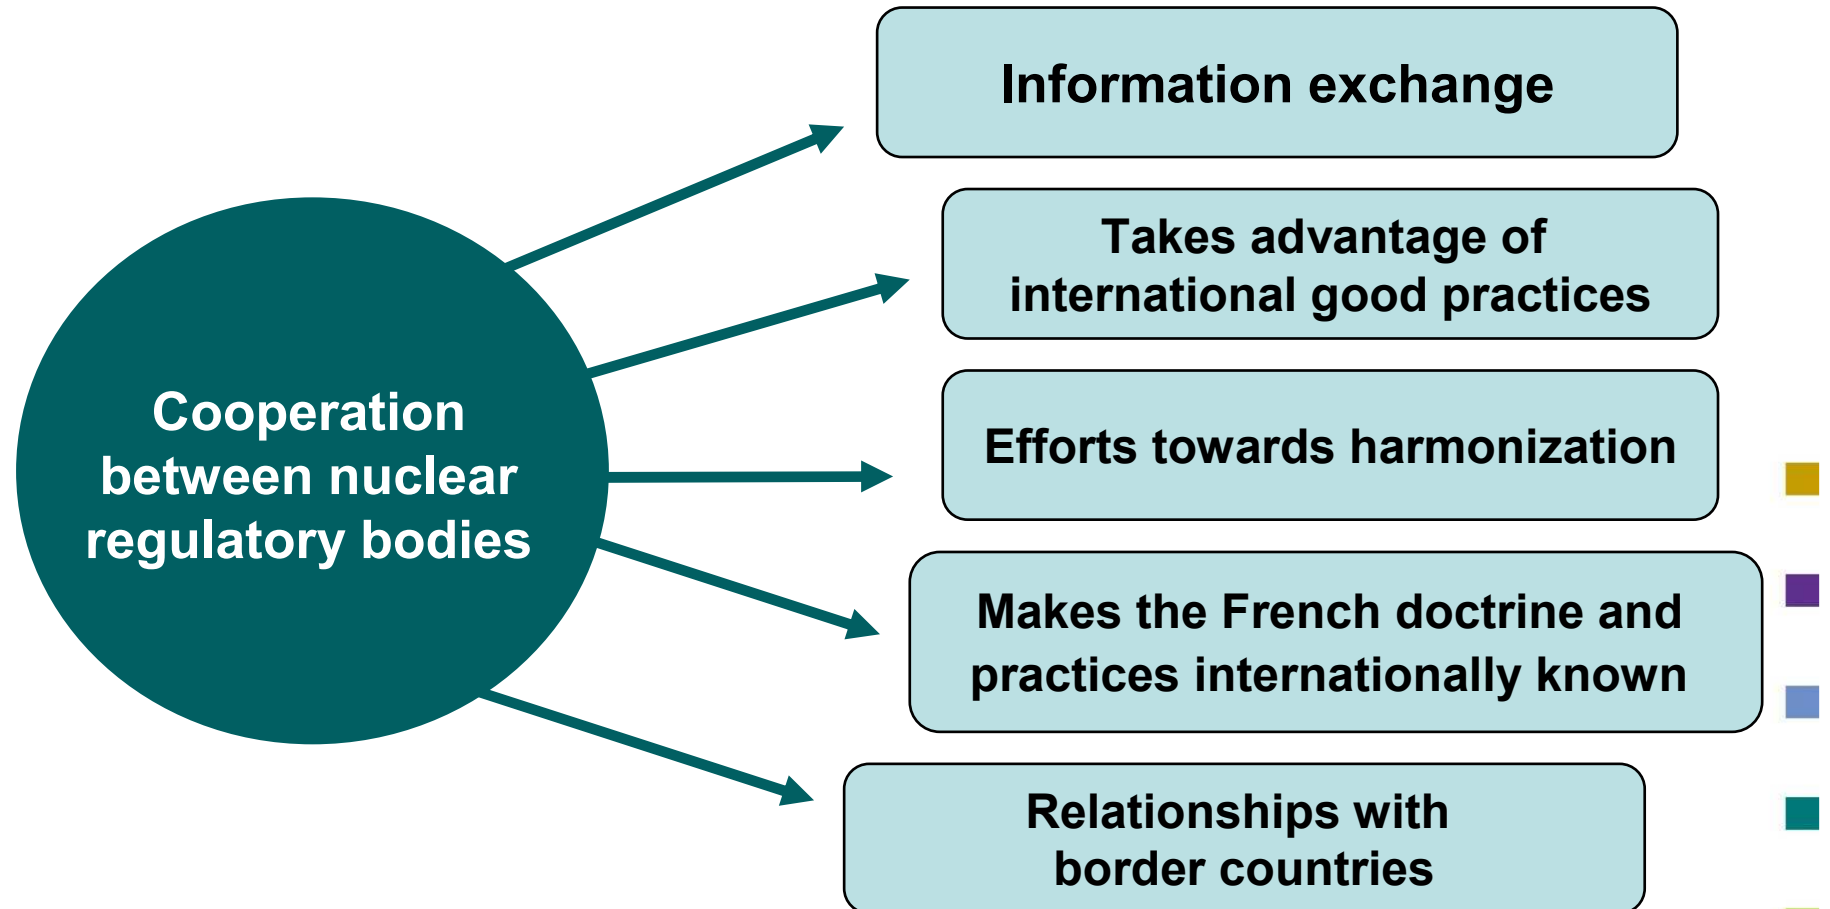 Information exchange
Takes advantage of
international good practices
Cooperation
between nuclear
regulatory bodies
Efforts towards harmonization
Makes the French doctrine and
practices internationally known
Relationships with
border countries